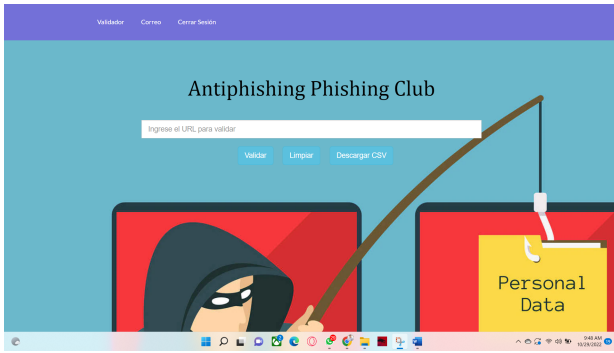 Validador Correo Cerrar Sesión
Antiphishing Phishing Club
Ingrese el URL para validar
Validar Limpiar Descargar CSV
Personal
Data
9:48 AM
10/29/2022